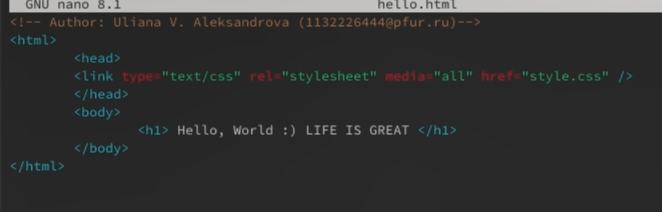 GNU nano 8.1 hello.html
<!-- Author: Uliana V. Aleksandrova (1132226444@pfur.ru)-->
<html>
<head>
<link type="text/css" rel="stylesheet" media="all" href="style.css" />
</head>
<body>
<h1> Hello, World :) LIFE IS GREAT </h1>
</body>
</html>